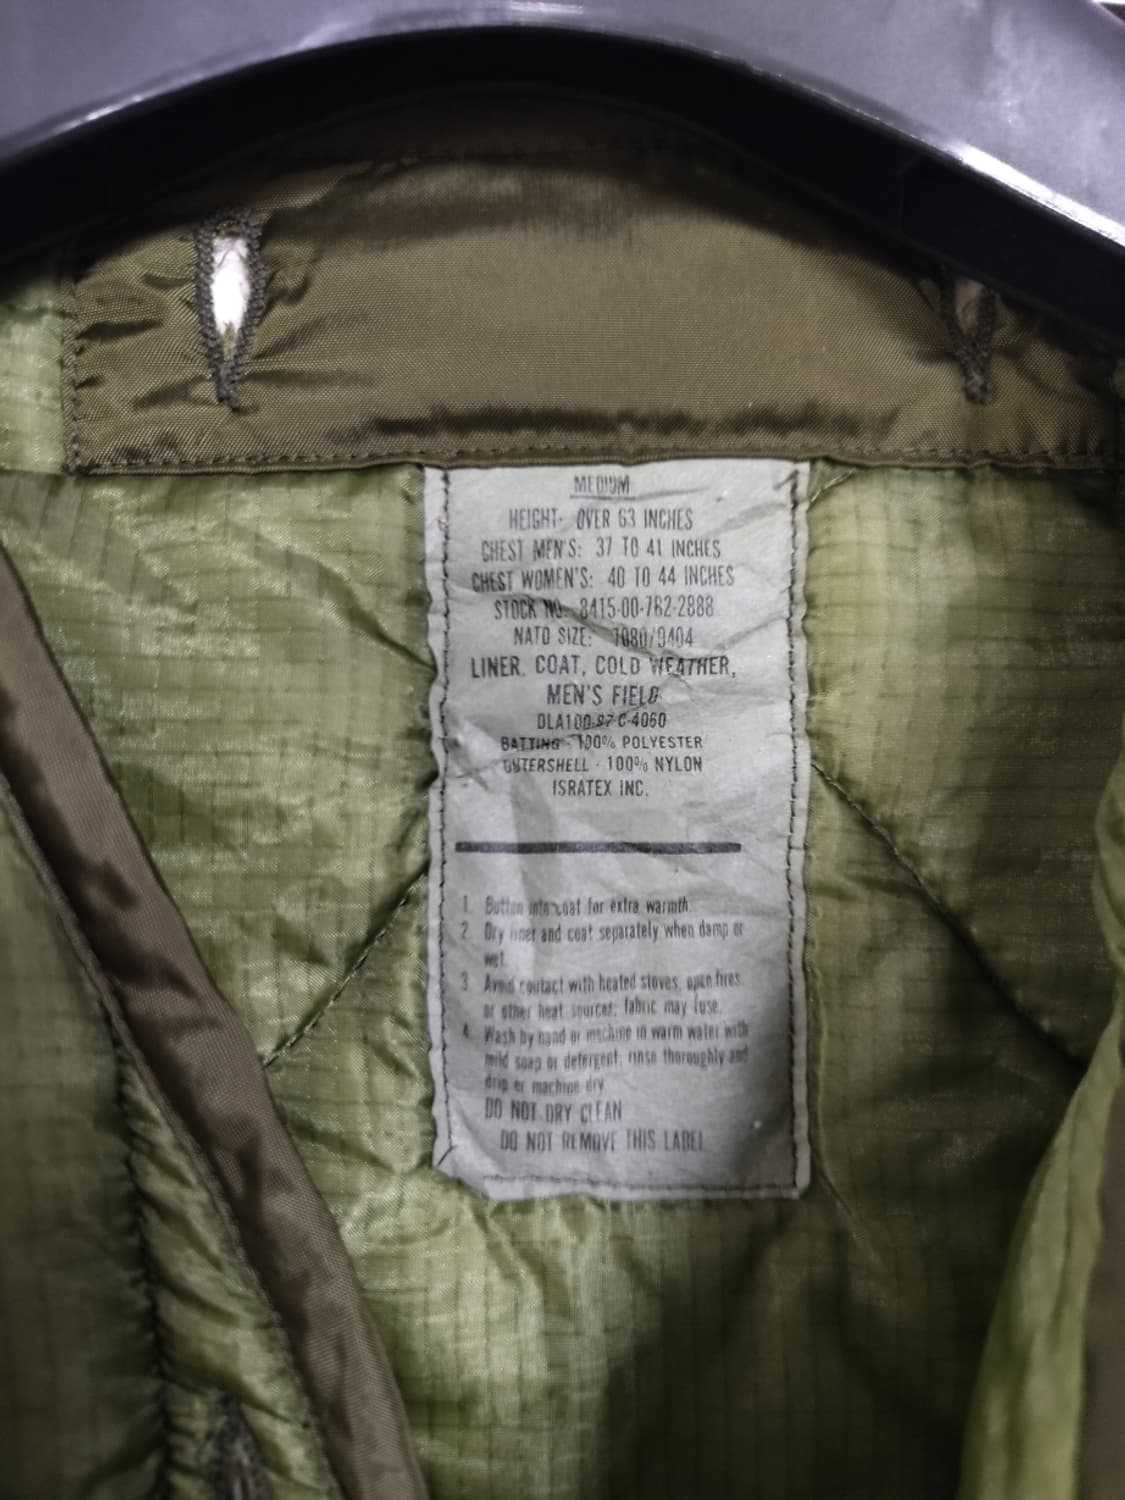 MEDIUM
HEIGHT: OVER 63 INCHES
CHEST MEN'S: 37 TO 41 INCHES
CHEST WOMEN'S: 40 TO 44 INCHES
STOCK NO. 8415-00-782-2888
NATO SIZE: 7080/9404
LINER, COAT, COLD WEATHER,
MEN'S FIELD
DLA100-87-C-4060
BATTING - 100% POLYESTER
OUTERSHELL - 100% NYLON
ISRATEX INC.
1. Button into coat for extra warmth.
2. Dry liner and coat separately when damp or
wet.
3. Avoid contact with heated stoves, open fires
or other heat sources; fabric may fuse.
4. Wash by hand or machine in warm water with
mild soap or detergent; rinse thoroughly and
drip or machine dry
DO NOT DRY CLEAN
DO NOT REMOVE THIS LABEL